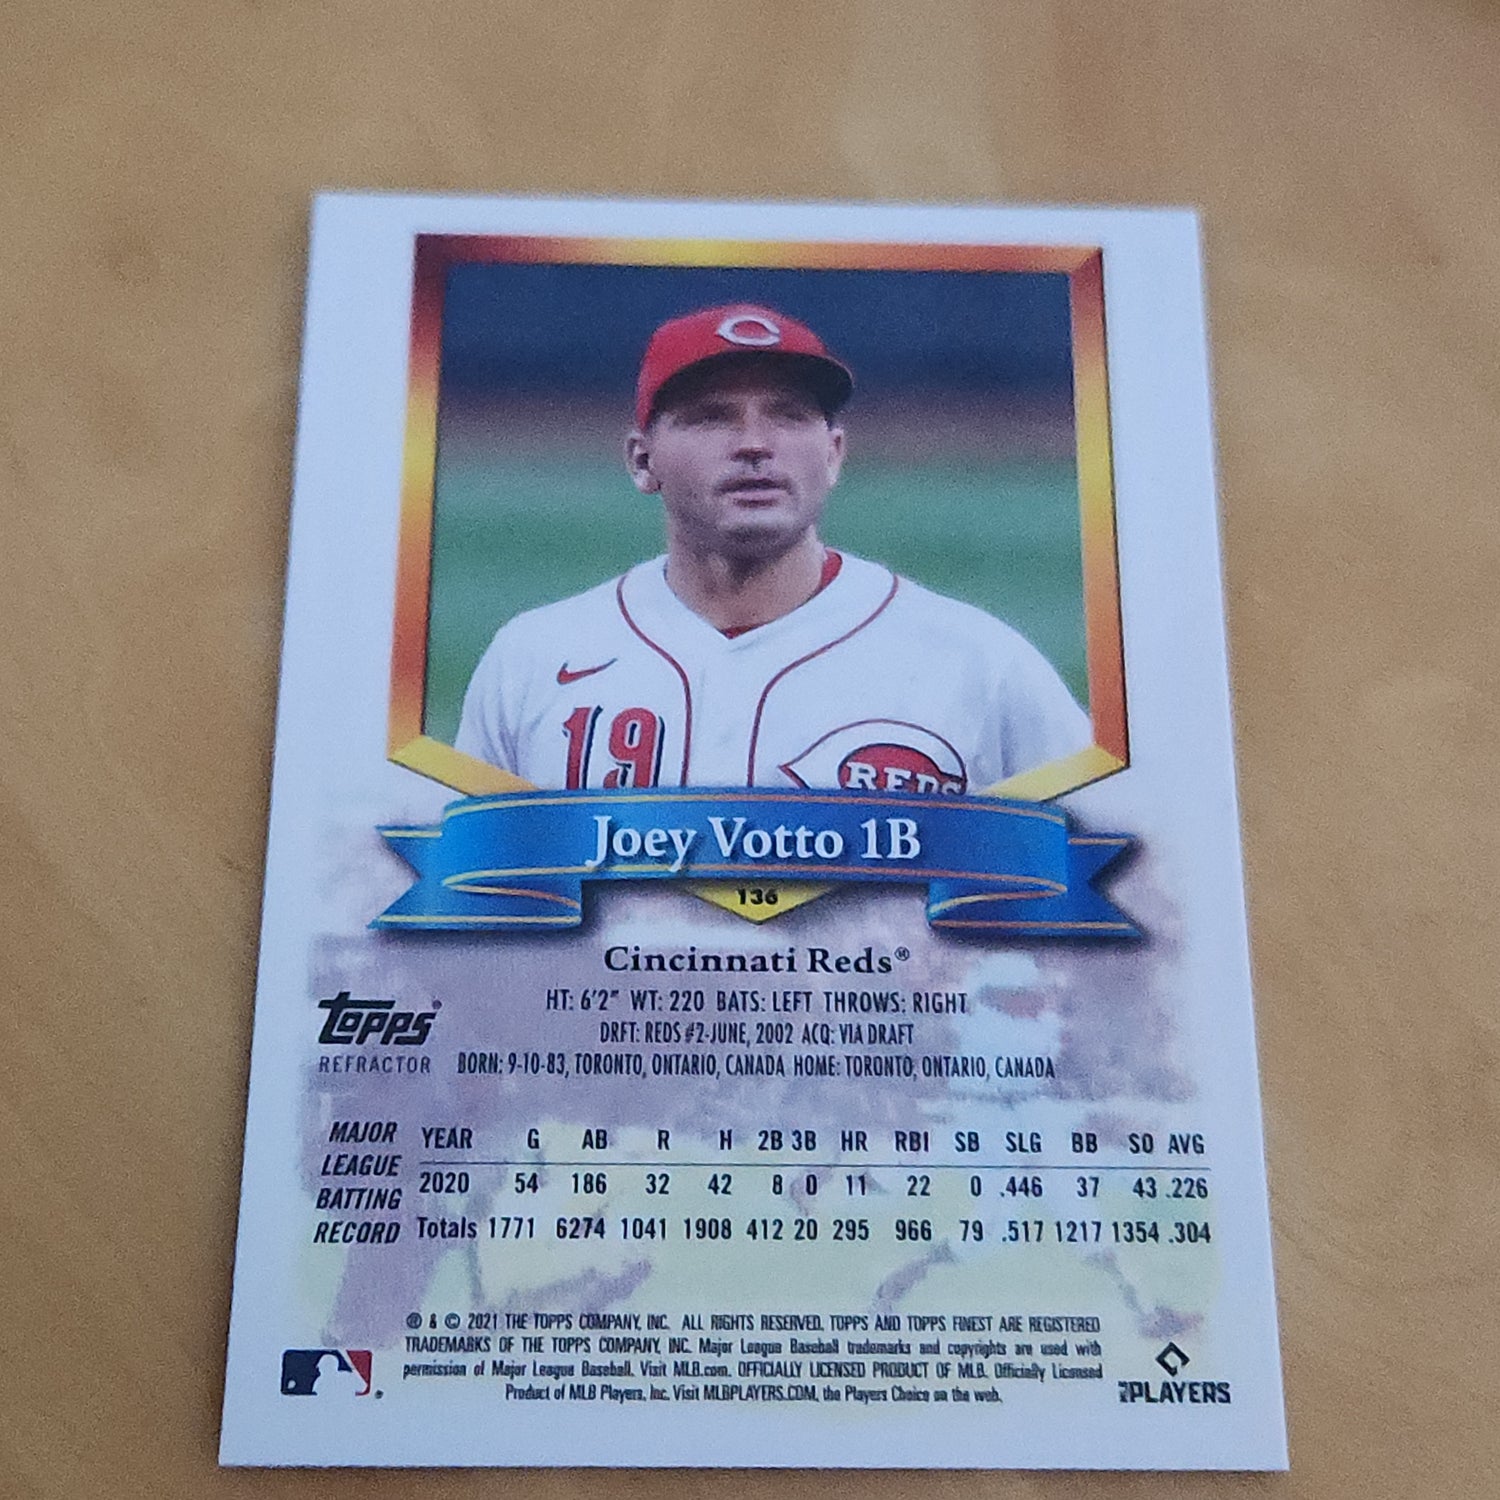 C
19
REDS
Joey Votto 1B
136
Cincinnati Reds®
HT: 6'2" WT: 220 BATS: LEFT THROWS: RIGHT
DRFT: REDS #2-JUNE, 2002 ACQ: VIA DRAFT
BORN: 9-10-83, TORONTO, ONTARIO, CANADA HOME: TORONTO, ONTARIO, CANADA
Topps®
REFRACTOR
MAJOR
LEAGUE
BATTING
RECORD
YEAR G AB R H 2B 3B HR RBI SB SLG BB SO AVG
2020 54 186 32 42 8 0 11 22 0 .446 37 43 .226
Totals 1771 6274 1041 1908 412 20 295 966 79 .517 1217 1354 .304
® & © 2021 THE TOPPS COMPANY, INC. ALL RIGHTS RESERVED. TOPPS AND TOPPS FINEST ARE REGISTERED
TRADEMARKS OF THE TOPPS COMPANY, INC. Major League Baseball trademarks and copyrights are used with
permission of Major League Baseball. Visit MLB.com. OFFICIALLY LICENSED PRODUCT OF MLB. Officially Licensed
Product of MLB Players, Inc. Visit MLBPLAYERS.COM, the Players Choice on the web.
PLAYERS